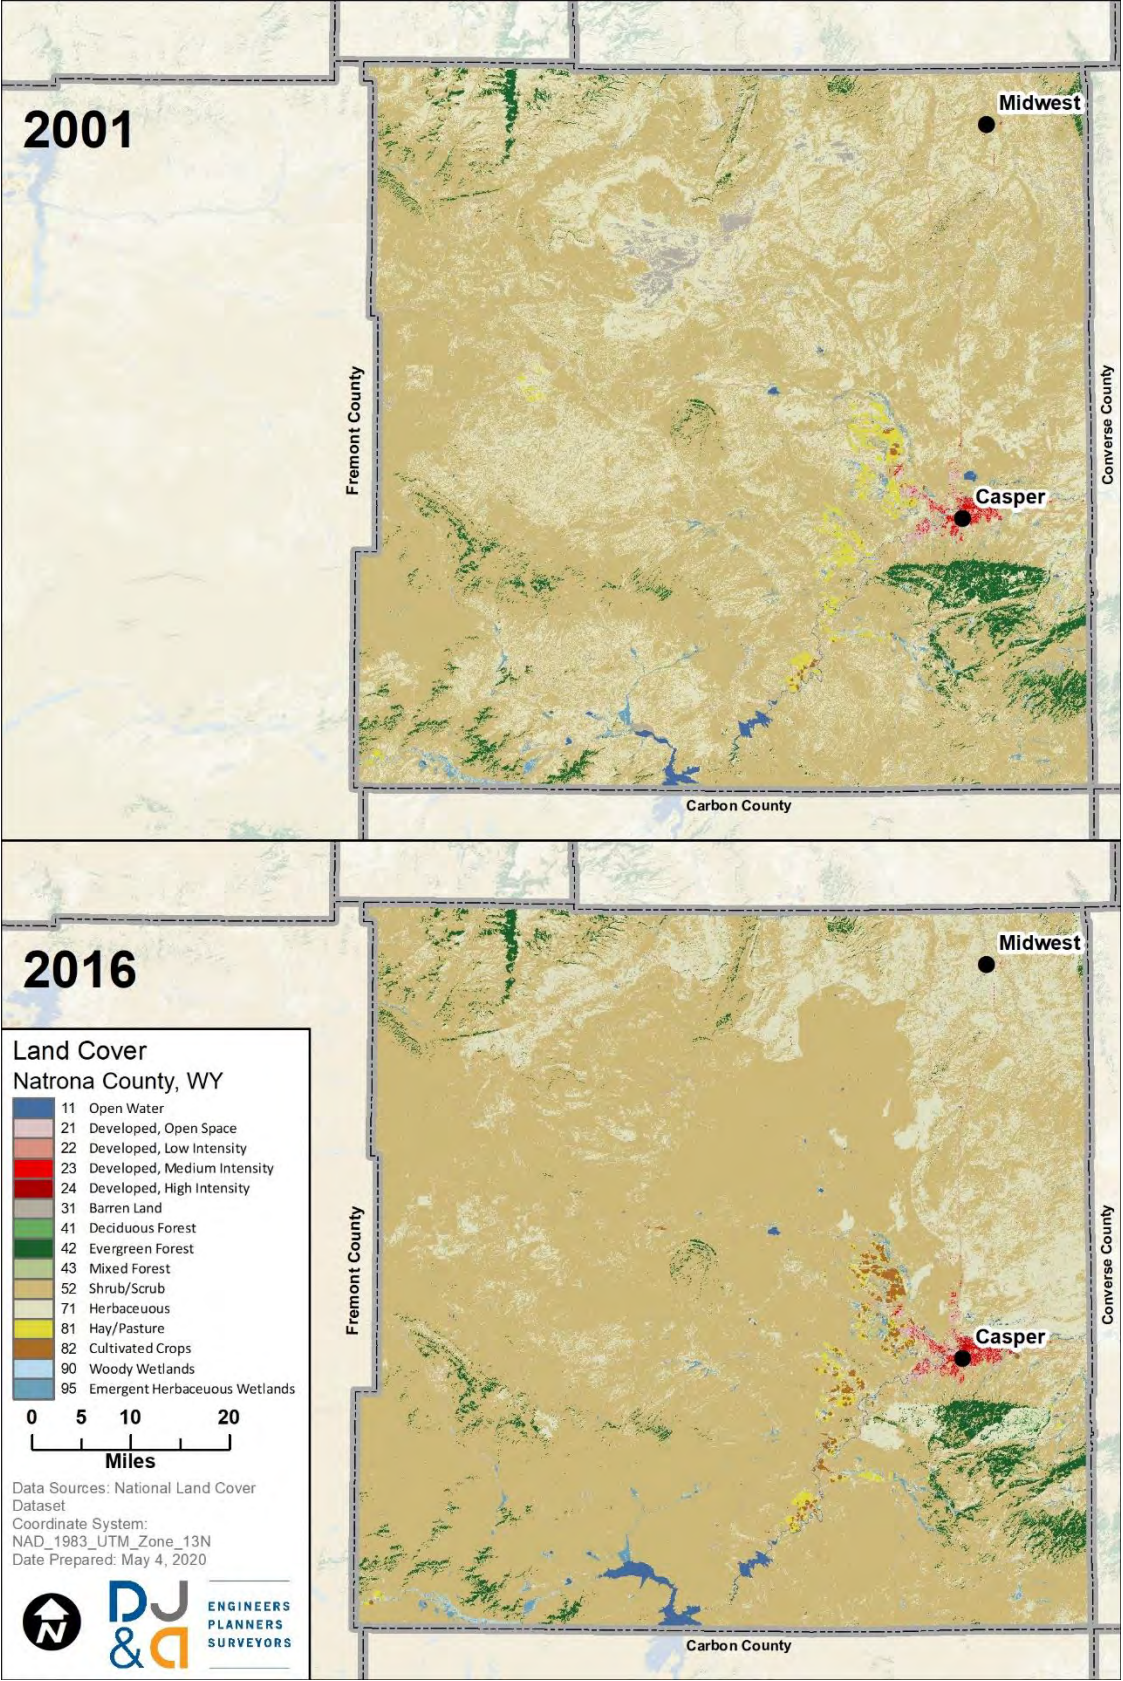 2001
Midwest
Fremont County
Converse County
Casper
Carbon County
2016
Midwest
Land Cover
Natrona County, WY
11 Open Water
21 Developed, Open Space
22 Developed, Low Intensity
23 Developed, Medium Intensity
24 Developed, High Intensity
31 Barren Land
41 Deciduous Forest
42 Evergreen Forest
43 Mixed Forest
52 Shrub/Scrub
71 Herbaceuous
81 Hay/Pasture
82 Cultivated Crops
90 Woody Wetlands
95 Emergent Herbaceuous Wetlands
0 5 10 20
Miles
Data Sources: National Land Cover
Dataset
Coordinate System:
NAD_1983_UTM_Zone_13N
Date Prepared: May 4, 2020
N
DJ
&A
ENGINEERS
PLANNERS
SURVEYORS
Fremont County
Converse County
Casper
Carbon County